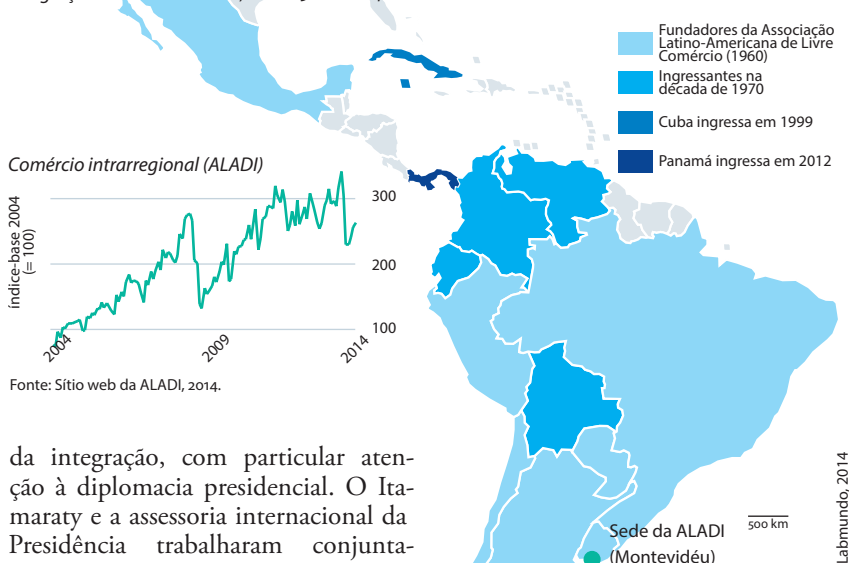 Fundadores da Associação
Latino-Americana de Livre
Comércio (1960)
Ingressantes na
década de 1970
Cuba ingressa em 1999
Panamá ingressa em 2012
Comércio intrarregional (ALADI)
índice-base 2004
(= 100)
300
200
100
2004
2009
2014
Fonte: Sítio web da ALADI, 2014.
da integração, com particular aten-
ção à diplomacia presidencial. O Ita-
maraty e a assessoria internacional da
Presidência trabalharam conjunta-
Sede da ALADI
(Montevidéu)
500 km
Labmundo, 2014